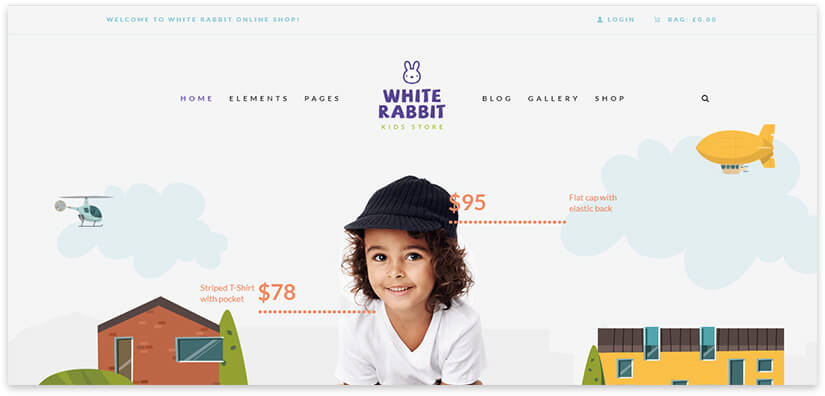 WELCOME TO WHITE RABBIT ONLINE SHOP!
LOGIN
BAG: £0.00
HOME ELEMENTS PAGES
WHITE
RABBIT
KIDS STORE
BLOG GALLERY SHOP
$95
Flat cap with
elastic back
Striped T-Shirt
with pocket
$78